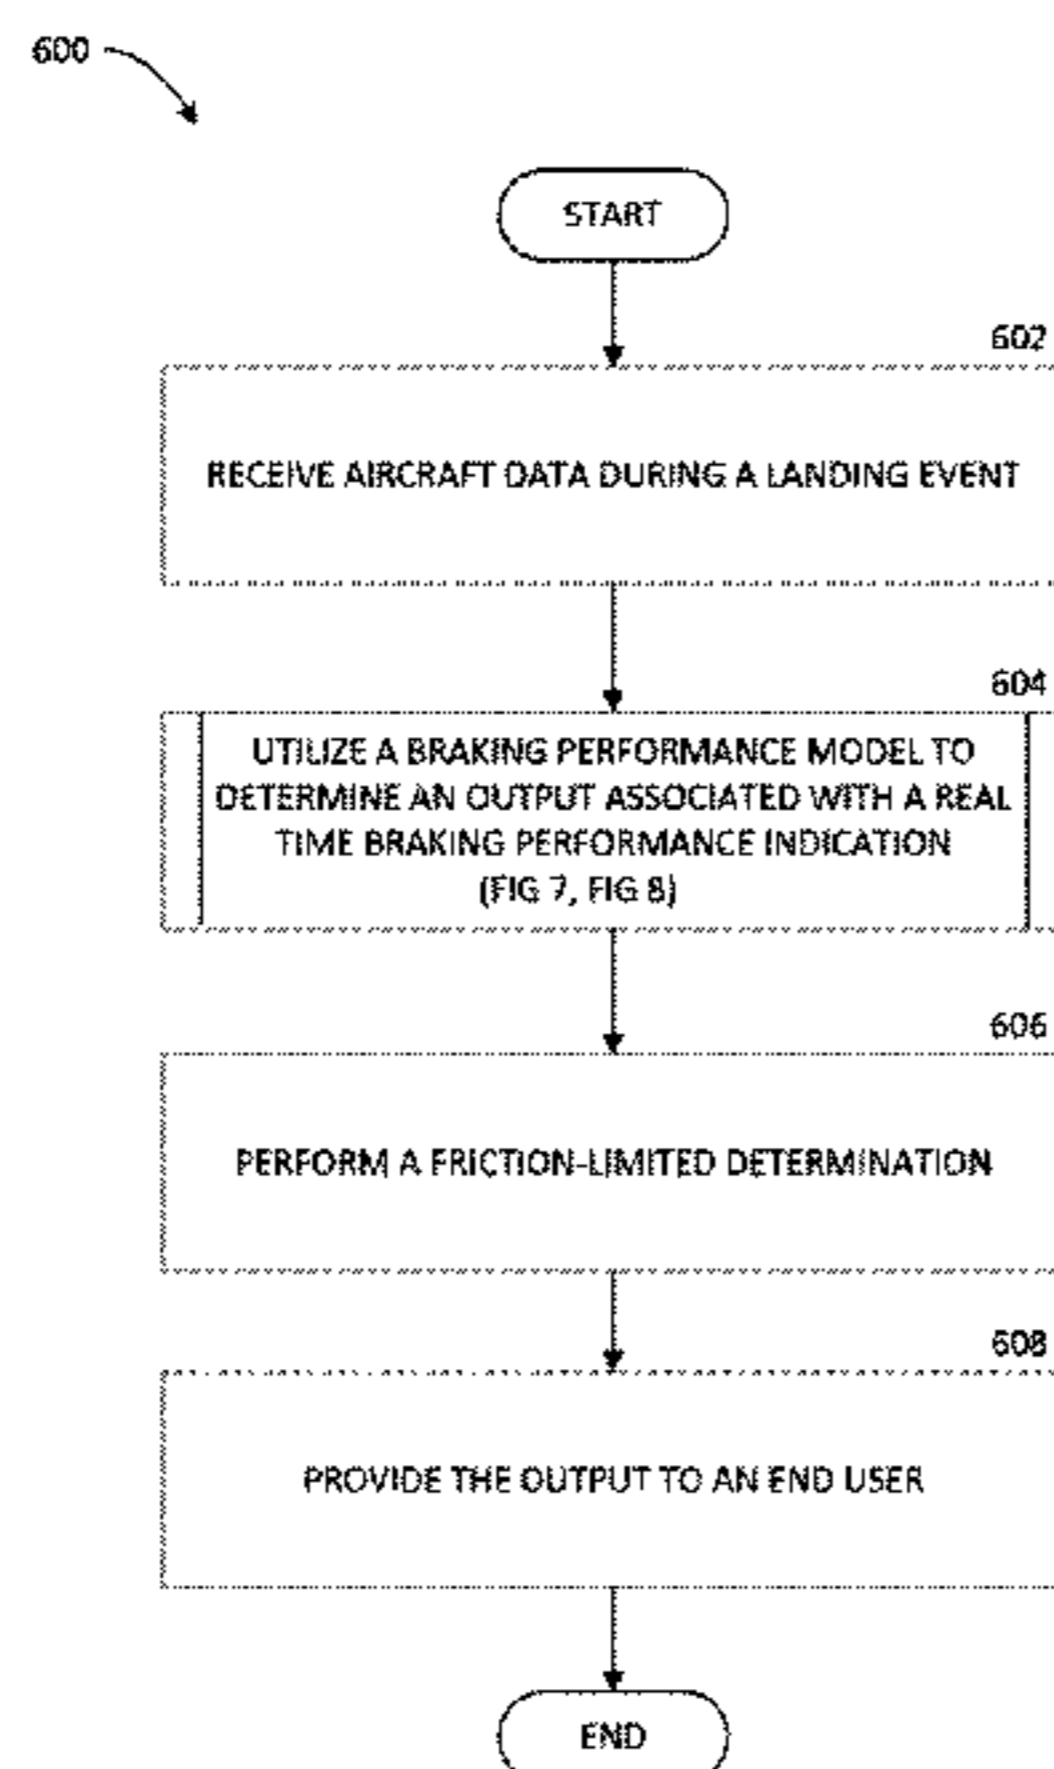 600
START
602
RECEIVE AIRCRAFT DATA DURING A LANDING EVENT
604
UTILIZE A BRAKING PERFORMANCE MODEL TO
DETERMINE AN OUTPUT ASSOCIATED WITH A REAL
TIME BRAKING PERFORMANCE INDICATION
(FIG 7, FIG 8)
606
PERFORM A FRICTION-LIMITED DETERMINATION
608
PROVIDE THE OUTPUT TO AN END USER
END